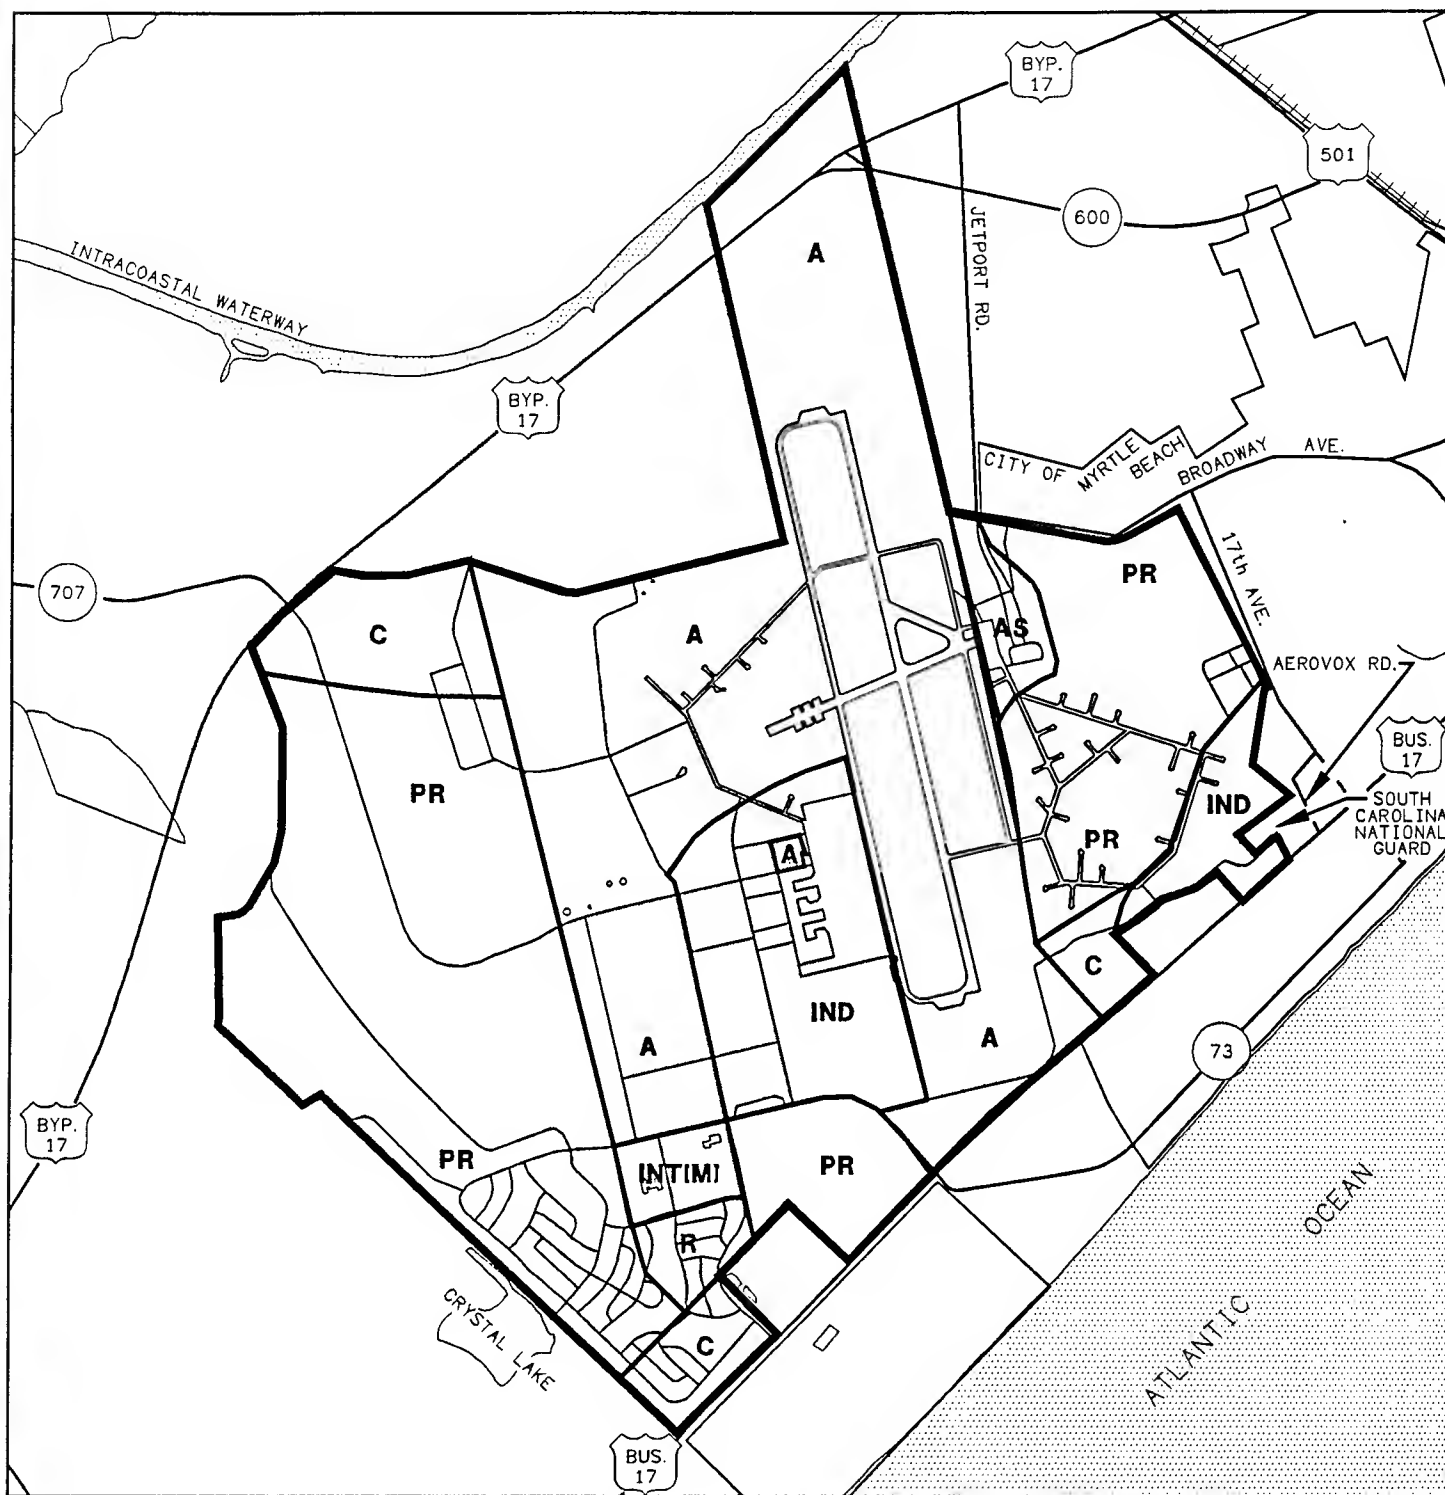 BYP.
17
501
600
A
JETPORT RD.
INTRACOASTAL WATERWAY
BYP.
17
CITY OF MYRTLE BEACH
BROADWAY AVE.
17th AVE.
707
PR
C
A
AS
AEROVOX RD.
BUS.
17
PR
IND
SOUTH
CAROLINA
NATIONAL
GUARD
PR
A
C
IND
A
A
73
BYP.
17
PR
INT(M)
PR
OCEAN
R
CRYSTAL LAKE
C
ATLANTIC
BUS.
17